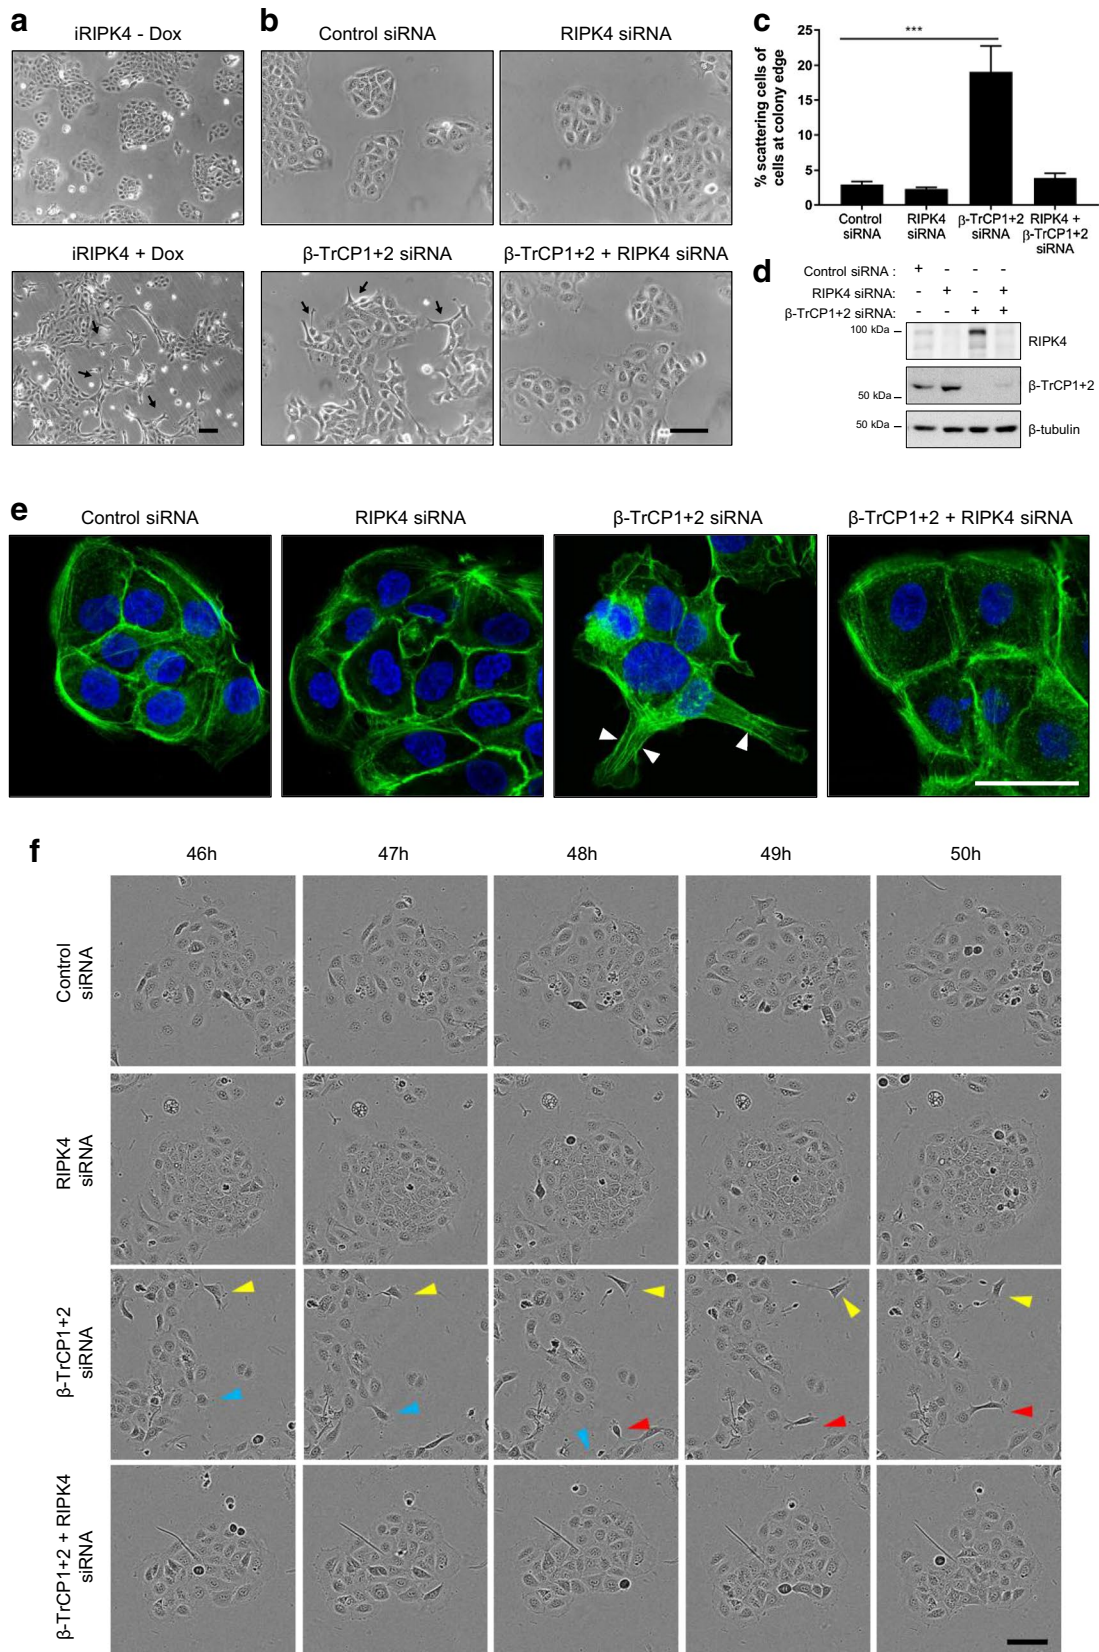 a
iRIPK4 - Dox
iRIPK4 + Dox
b
Control siRNA
RIPK4 siRNA
β-TrCP1+2 siRNA
β-TrCP1+2 + RIPK4 siRNA
c
% scattering cells of
cells at colony edge
25
20
15
10
5
0
***
Control
siRNA
RIPK4
siRNA
β-TrCP1+2
siRNA
RIPK4 +
β-TrCP1+2
siRNA
d
Control siRNA : + - - -
RIPK4 siRNA: - + - +
β-TrCP1+2 siRNA: - - + +
100 kDa
RIPK4
50 kDa
β-TrCP1+2
50 kDa
β-tubulin
e
Control siRNA
RIPK4 siRNA
β-TrCP1+2 siRNA
β-TrCP1+2 + RIPK4 siRNA
f
46h
47h
48h
49h
50h
Control
siRNA
RIPK4
siRNA
β-TrCP1+2
siRNA
β-TrCP1+2 + RIPK4
siRNA